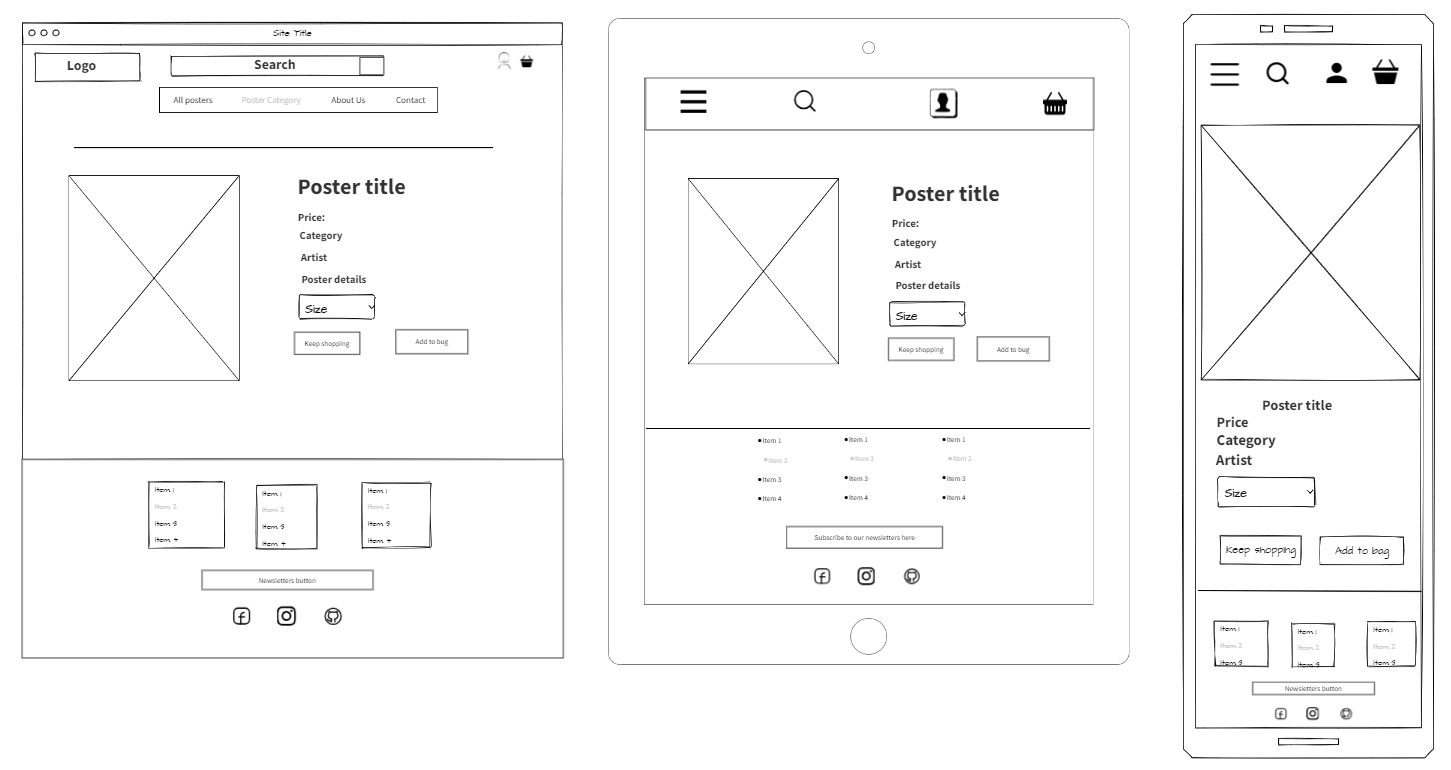 Site Title
Logo
Search
All posters Poster Category About Us Contact
Poster title
Price:
Category
Artist
Poster details
Size
Keep shopping Add to bug
Item 1 Item 1 Item 1
Item 2 Item 2 Item 2
Item 3 Item 3 Item 3
Item 4 Item 4 Item 4
Newsletters button
Poster title
Price:
Category
Artist
Poster details
Size
Keep shopping Add to bug
Item 1 Item 1 Item 1
Item 2 Item 2 Item 2
Item 3 Item 3 Item 3
Item 4 Item 4 Item 4
Subscribe to our newsletters here
Poster title
Price
Category
Artist
Size
Keep shopping Add to bag
Item 1 Item 1 Item 1
Item 2 Item 2 Item 2
Item 3 Item 3 Item 3
Newsletters button